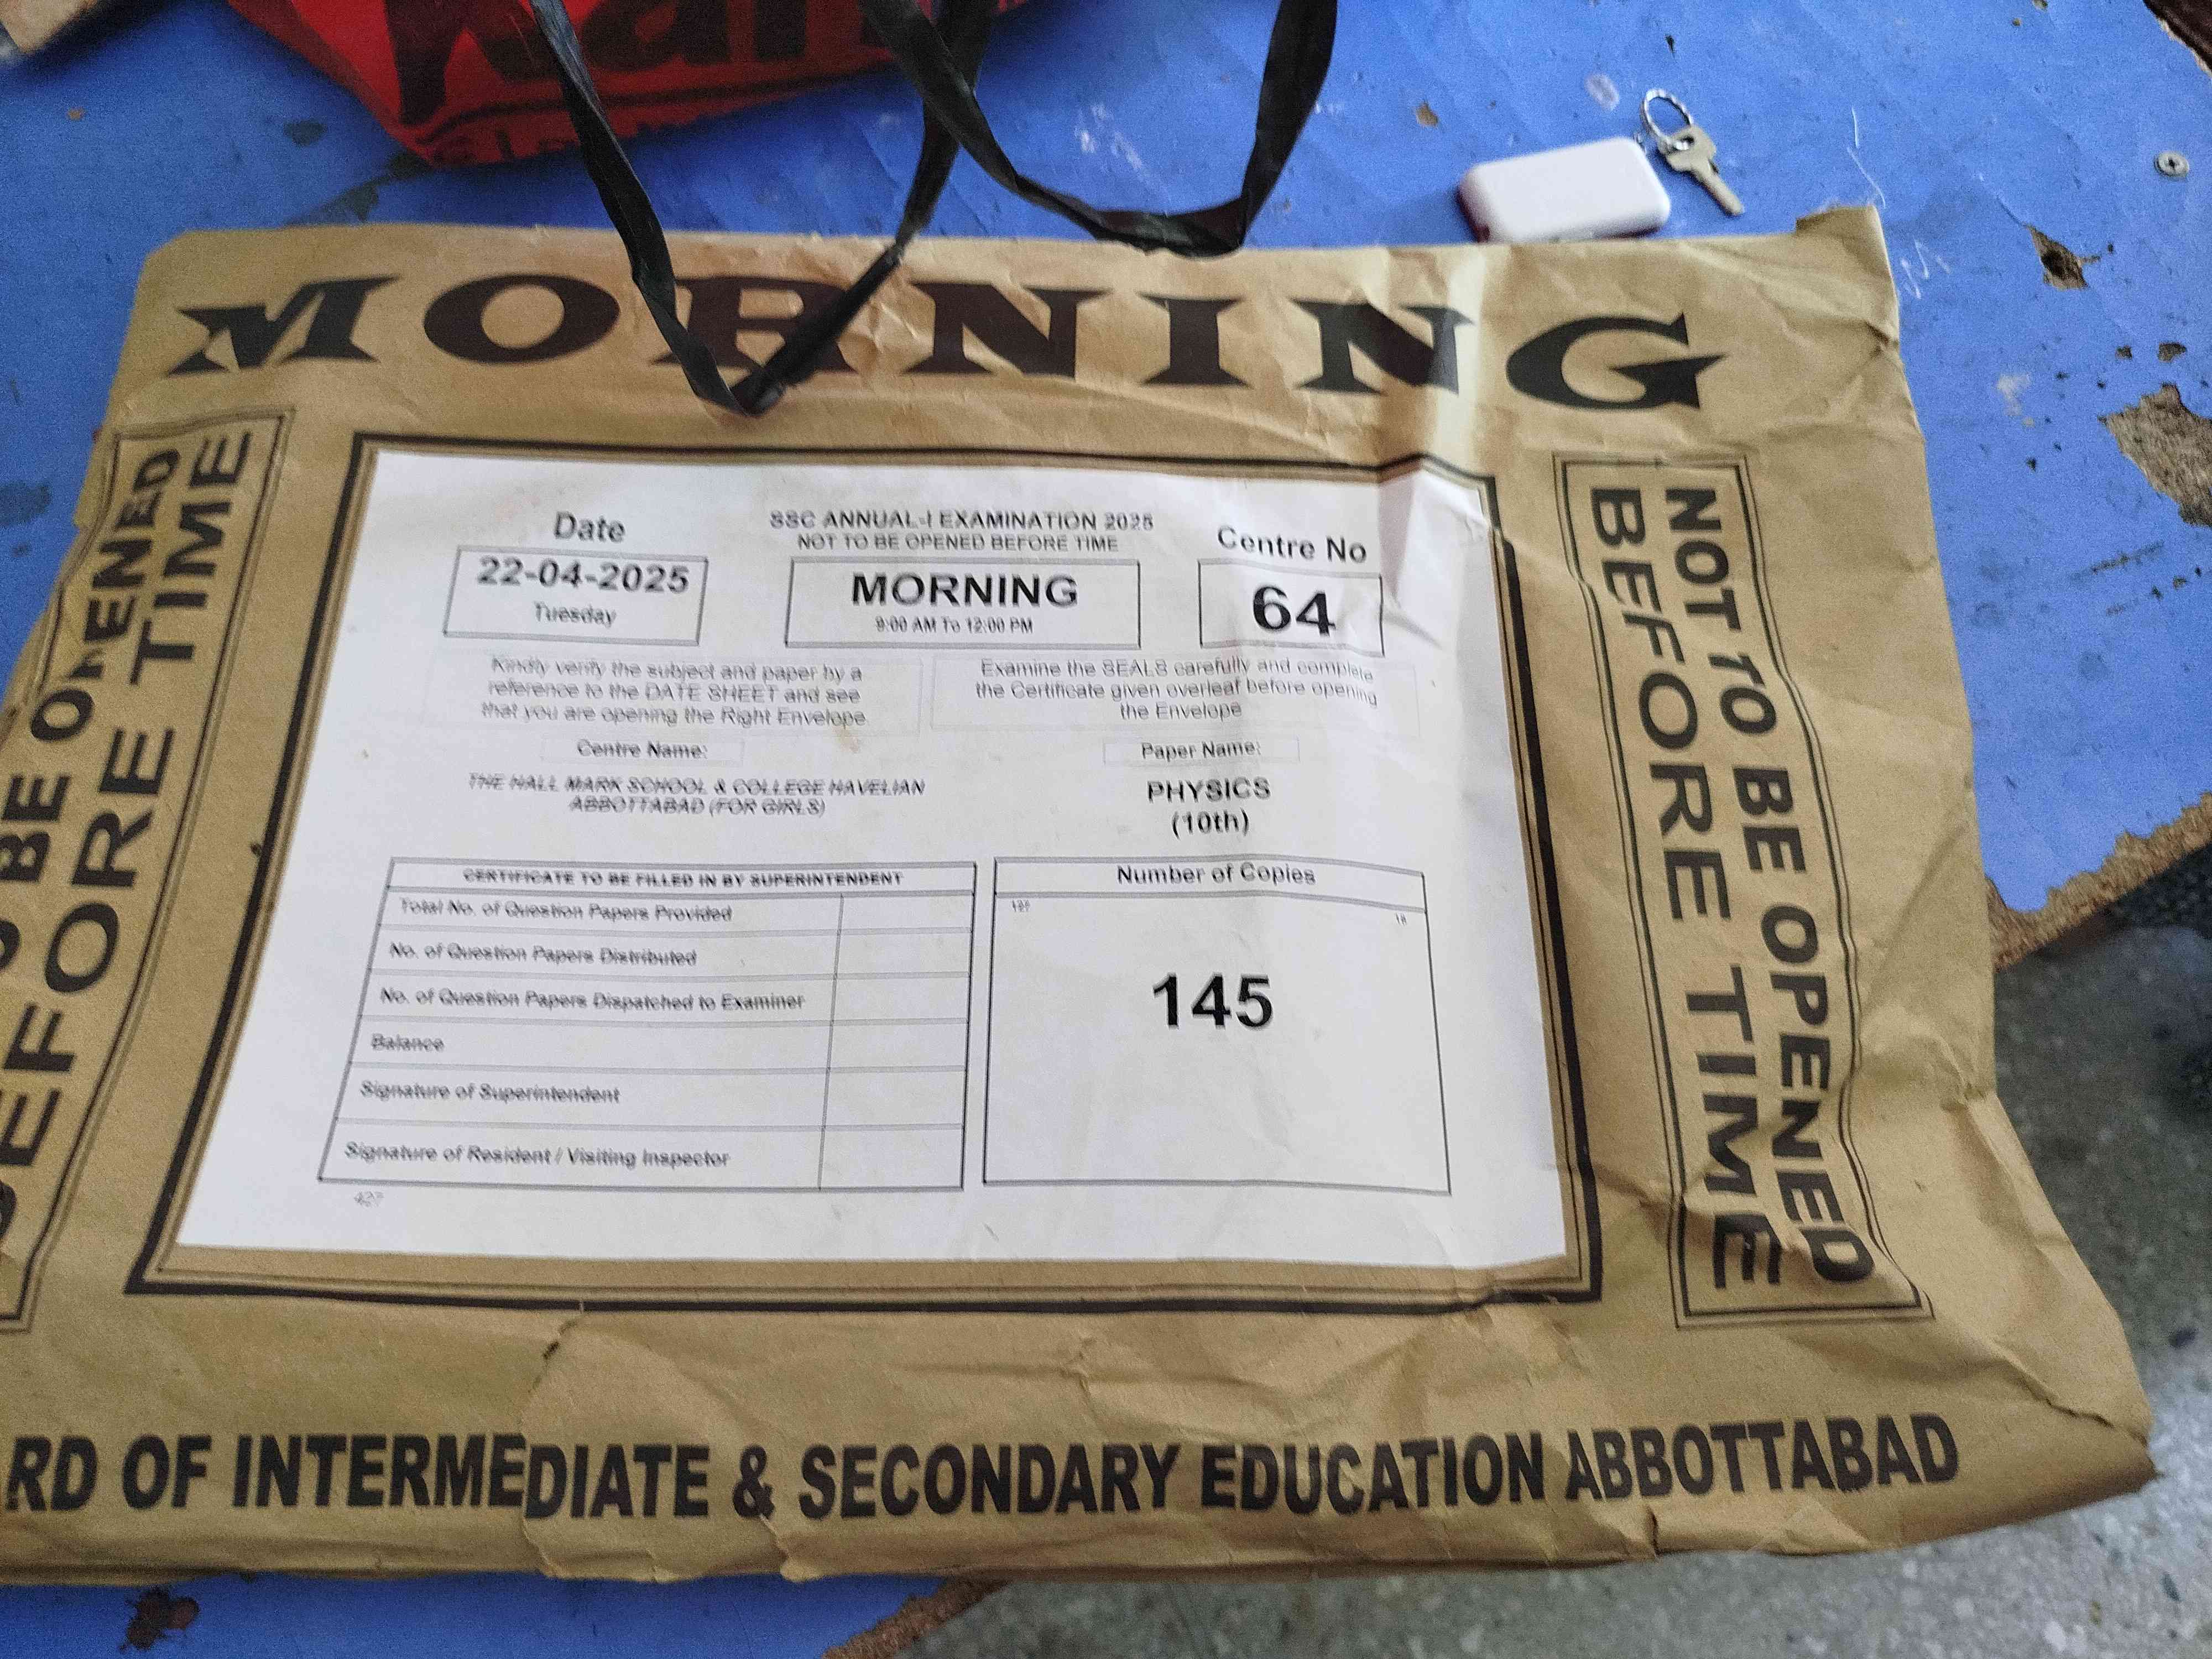 MORNING
NOT TO BE OPENED
BEFORE TIME
Date
22-04-2025
Tuesday
SSC ANNUAL-I EXAMINATION 2025
NOT TO BE OPENED BEFORE TIME
MORNING
9:00 AM To 12:00 PM
Centre No
64
Kindly verify the subject and paper by a
reference to the DATE SHEET and see
that you are opening the Right Envelope
Examine the SEALS carefully and complete
the Certificate given overleaf before opening
the Envelope
Centre Name:
THE HALL MARK SCHOOL & COLLEGE HAVELIAN
ABBOTTABAD (FOR GIRLS)
Paper Name:
PHYSICS
(10th)
CERTIFICATE TO BE FILLED IN BY SUPERINTENDENT
Total No. of Question Papers Provided
No. of Question Papers Distributed
No. of Question Papers Dispatched to Examiner
Balance
Signature of Superintendent
Signature of Resident / Visiting Inspector
427
Number of Copies
127
18
145
O BE OPENED
BEFORE TIME
RD OF INTERMEDIATE & SECONDARY EDUCATION ABBOTTABAD